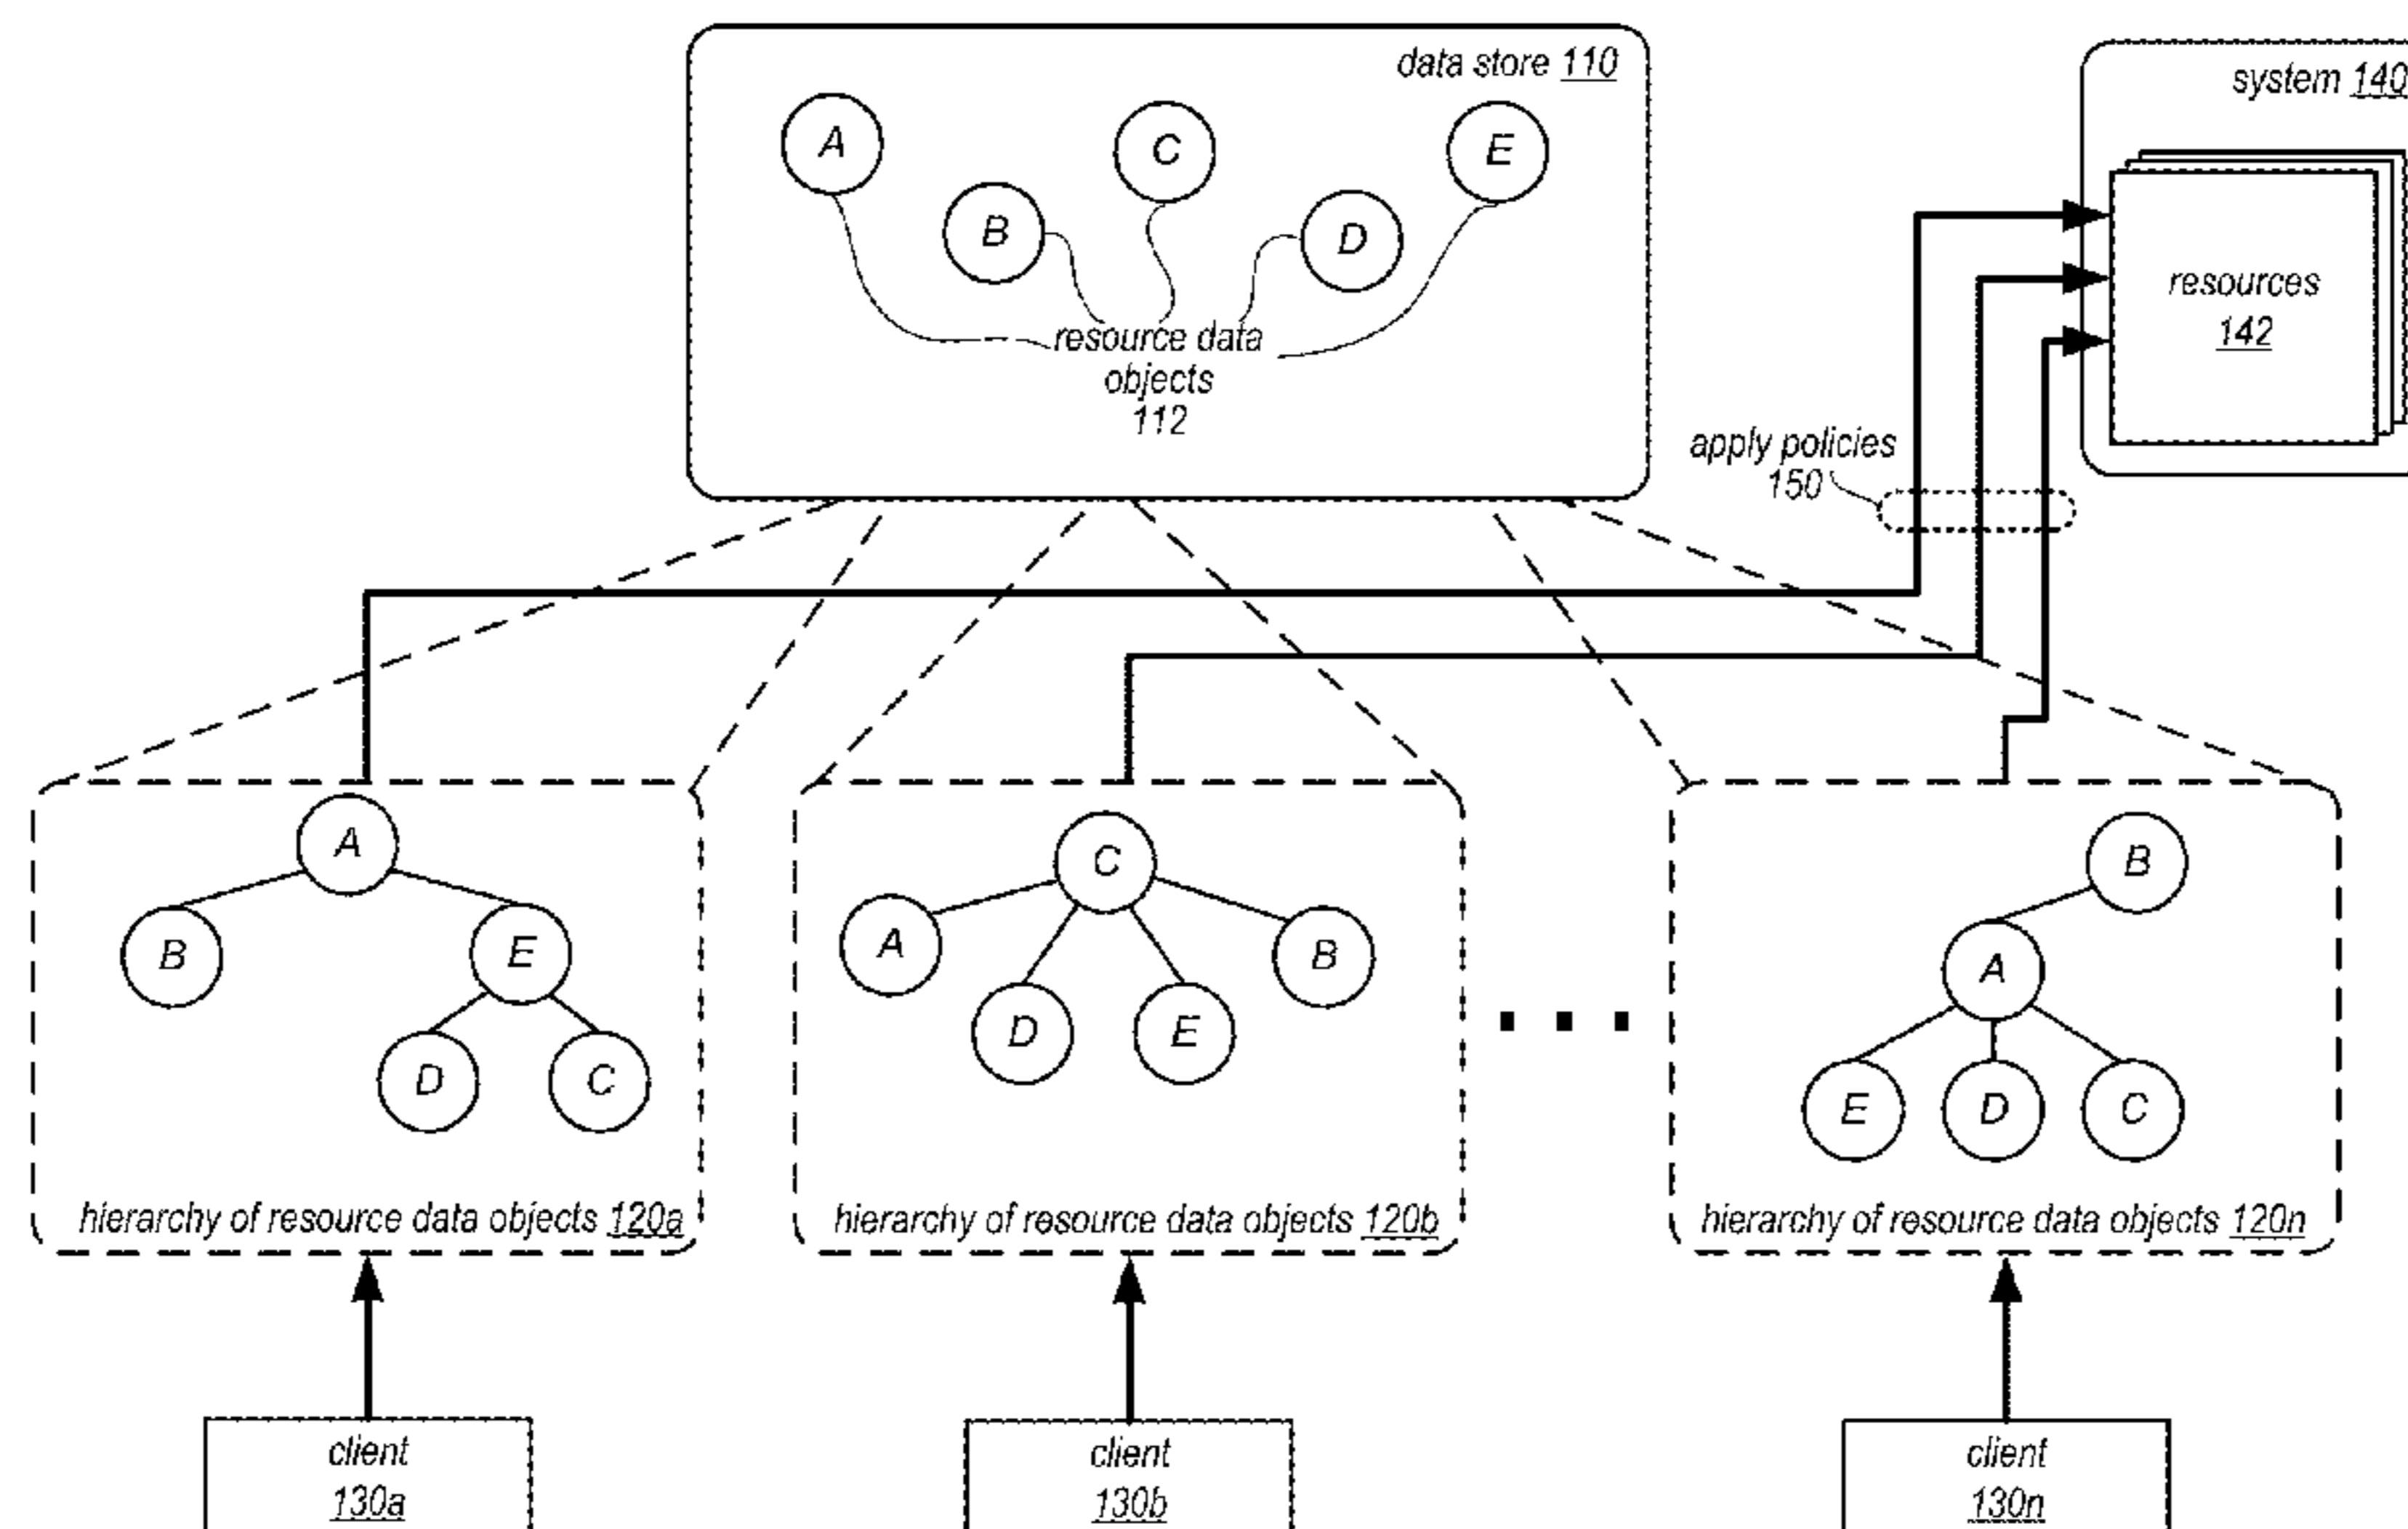 data store 110
system 140
A
C
E
B
D
resources
142
resource data
objects
112
apply policies
150
A
B
E
D
C
hierarchy of resource data objects 120a
C
A
B
D
E
hierarchy of resource data objects 120b
B
A
E
D
C
hierarchy of resource data objects 120n
client
130a
client
130b
client
130n